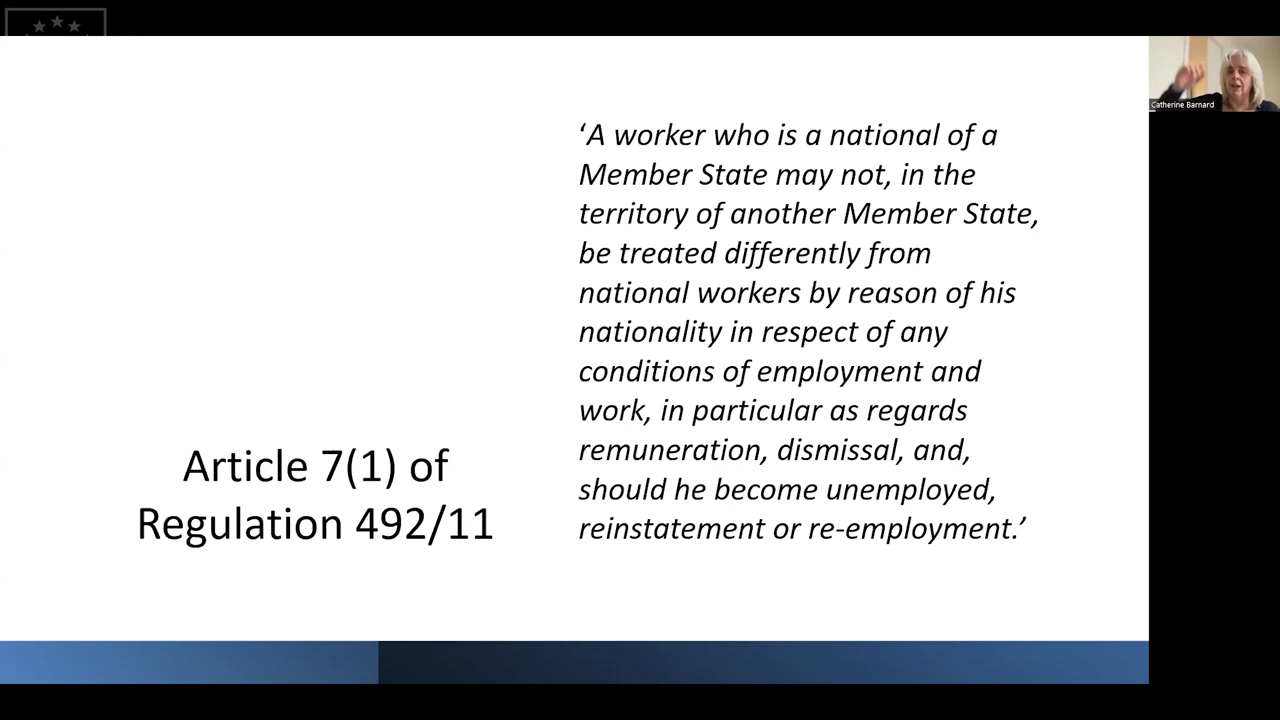 Catherine Barnard
‘A worker who is a national of a
Member State may not, in the
territory of another Member State,
be treated differently from
national workers by reason of his
nationality in respect of any
conditions of employment and
work, in particular as regards
remuneration, dismissal, and,
should he become unemployed,
reinstatement or re-employment.’
Article 7(1) of
Regulation 492/11